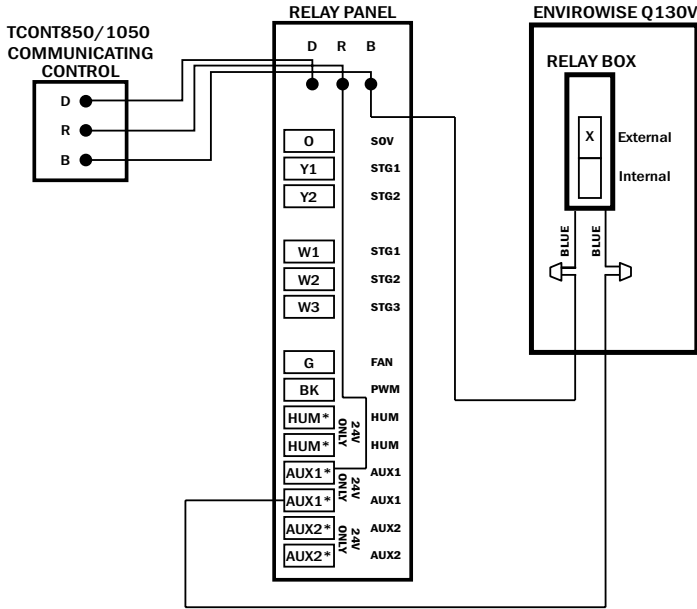 TCONT850/1050
COMMUNICATING
CONTROL
D
R
B
RELAY PANEL
D R B
O SOV
Y1 STG1
Y2 STG2
W1 STG1
W2 STG2
W3 STG3
G FAN
BK PWM
HUM* 24V ONLY HUM
HUM* HUM
AUX1* 24V ONLY AUX1
AUX1* AUX1
AUX2* 24V ONLY AUX2
AUX2* AUX2
ENVIROWISE Q130V
RELAY BOX
X External
Internal
BLUE BLUE